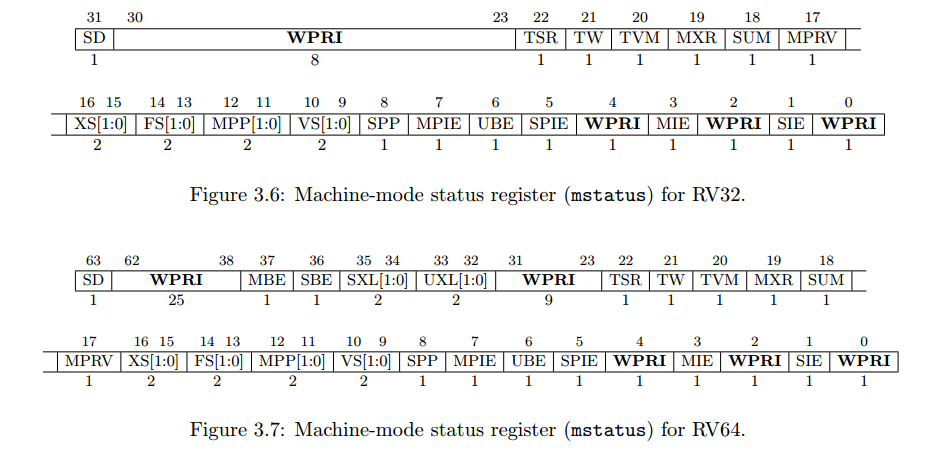 31 30 23 22 21 20 19 18 17
SD WPRI TSR TW TVM MXR SUM MPRV
1 8 1 1 1 1 1 1
16 15 14 13 12 11 10 9 8 7 6 5 4 3 2 1 0
XS[1:0] FS[1:0] MPP[1:0] VS[1:0] SPP MPIE UBE SPIE WPRI MIE WPRI SIE WPRI
2 2 2 2 1 1 1 1 1 1 1 1 1
Figure 3.6: Machine-mode status register (mstatus) for RV32.
63 62 38 37 36 35 34 33 32 31 23 22 21 20 19 18
SD WPRI MBE SBE SXL[1:0] UXL[1:0] WPRI TSR TW TVM MXR SUM
1 25 1 1 2 2 9 1 1 1 1 1
17 16 15 14 13 12 11 10 9 8 7 6 5 4 3 2 1 0
MPRV XS[1:0] FS[1:0] MPP[1:0] VS[1:0] SPP MPIE UBE SPIE WPRI MIE WPRI SIE WPRI
1 2 2 2 2 1 1 1 1 1 1 1 1 1
Figure 3.7: Machine-mode status register (mstatus) for RV64.